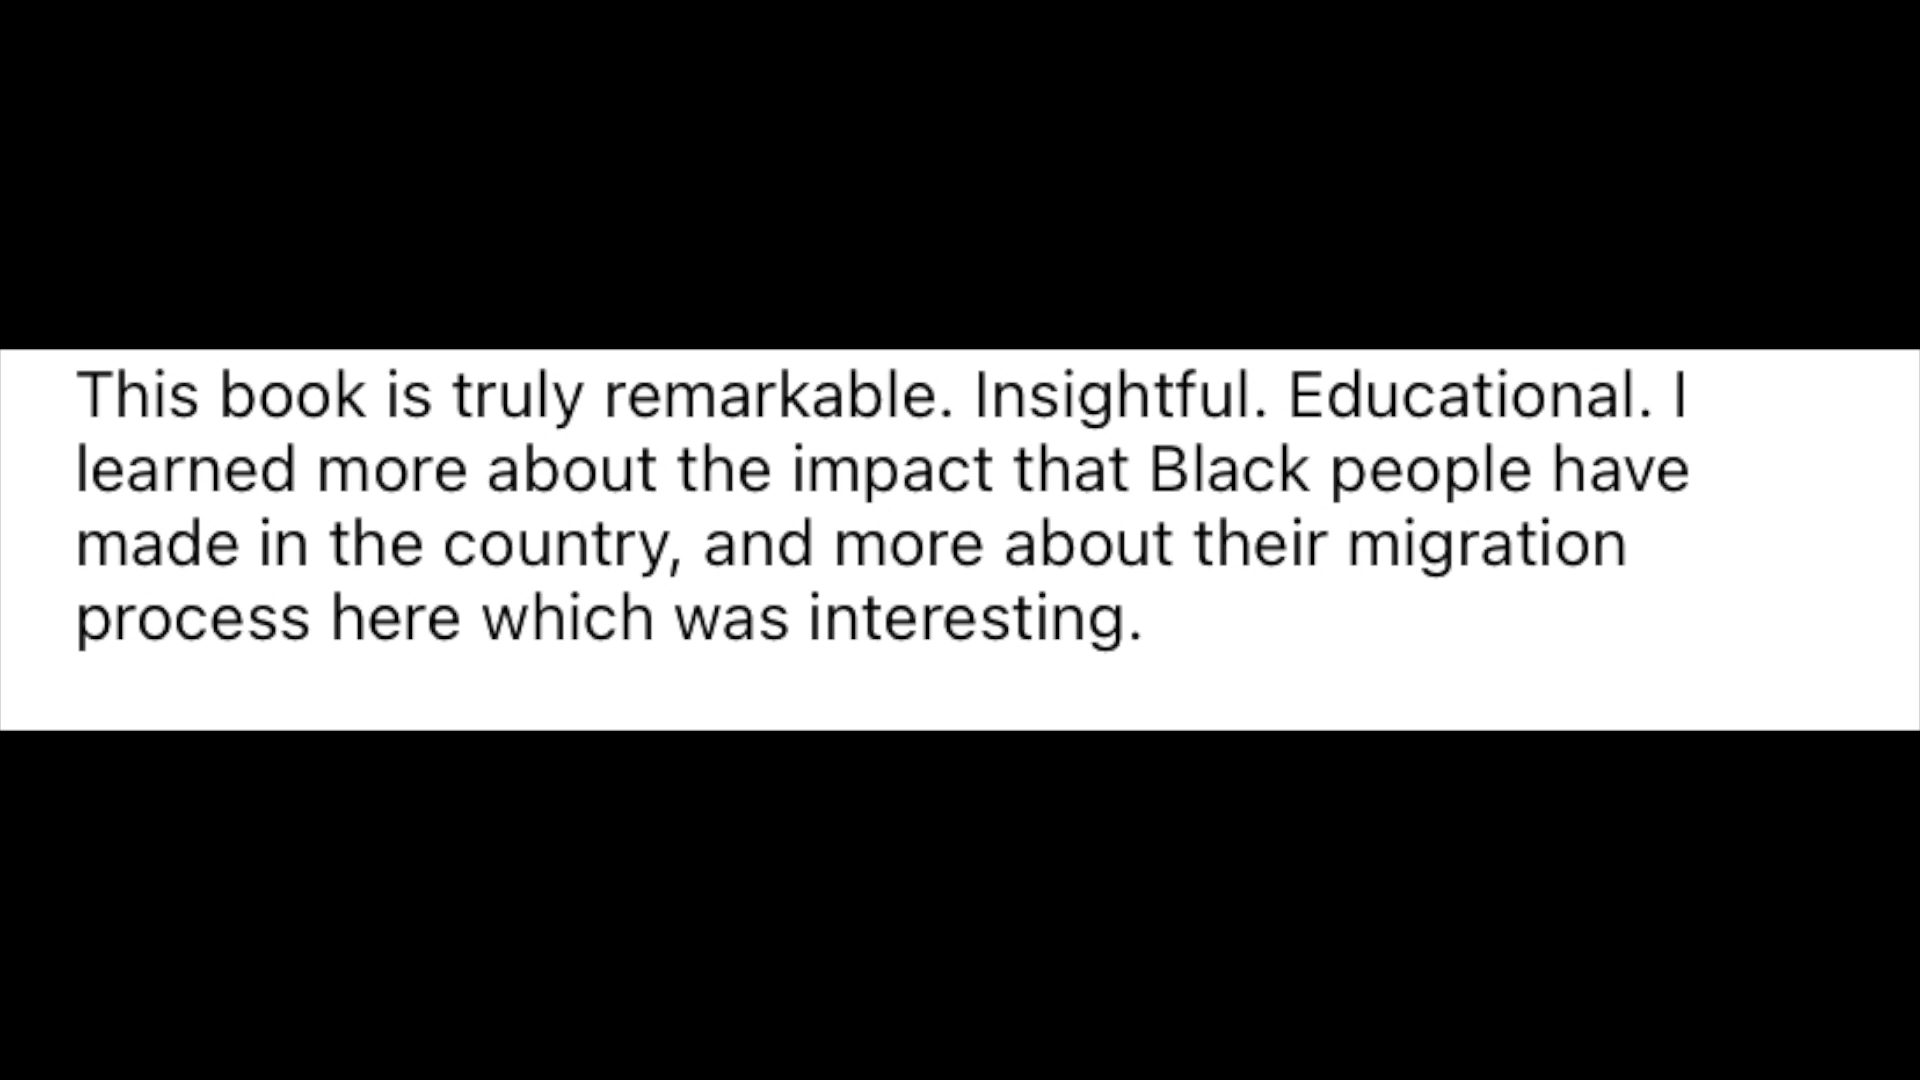 This book is truly remarkable. Insightful. Educational. I
learned more about the impact that Black people have
made in the country, and more about their migration
process here which was interesting.